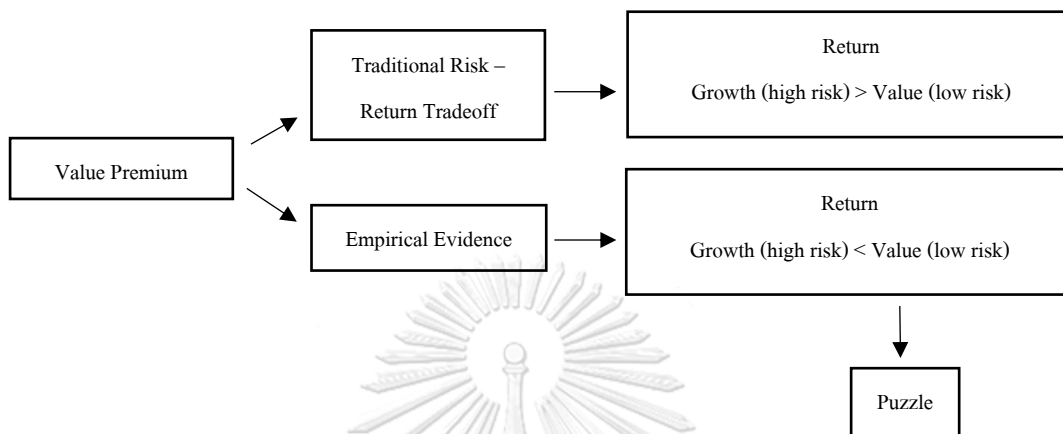 Value Premium
Traditional Risk –
Return Tradeoff
Return
Growth (high risk) > Value (low risk)
Empirical Evidence
Return
Growth (high risk) < Value (low risk)
Puzzle